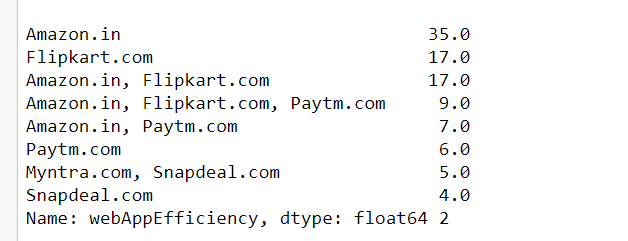 Amazon.in 35.0
Flipkart.com 17.0
Amazon.in, Flipkart.com 17.0
Amazon.in, Flipkart.com, Paytm.com 9.0
Amazon.in, Paytm.com 7.0
Paytm.com 6.0
Myntra.com, Snapdeal.com 5.0
Snapdeal.com 4.0
Name: webAppEfficiency, dtype: float64 2